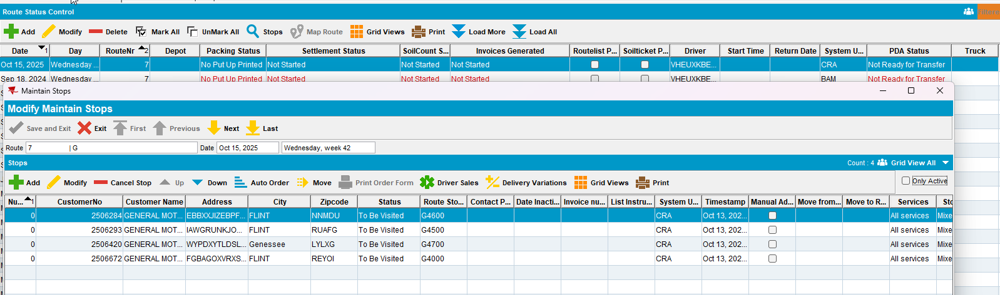 Route Status Control Filtere
Add Modify Delete Mark All UnMark All Stops Map Route Grid Views Print Load More Load All
Date 1 Day RouteNr 2 Depot Packing Status Settlement Status SoilCount S... Invoices Generated Routelist P... Soilticket P... Driver Start Time Return Date System U... PDA Status Truck
Oct 15, 2025 Wednesday ... 7 No Put Up Printed Not Started Not Started Not Started VHEUXKBE... CRA Not Ready for Transfer
Sep 18, 2024 Wednesday ... 7 No Put Up Printed Not Started Not Started Not Started VHEUXKBE... BAM Not Ready for Transfer
Maintain Stops
Modify Maintain Stops
Save and Exit Exit First Previous Next Last
Route 7 | G Date Oct 15, 2025 Wednesday, week 42
Stops Count : 4 Grid View All
Add Modify Cancel Stop Up Down Auto Order Move Print Order Form Driver Sales Delivery Variations Grid Views Print Only Active
Nu... 1 CustomerNo Customer Name Address City Zipcode Status Route Sto... Contact P... Date Inacti... Invoice nu... List Instru... System U... Timestamp Manual Ad... Move from... Move to R... Services Sto
0 2506284 GENERAL MOT... EBBXXJIZEBPF... FLINT NNMDU To Be Visited G4600 CRA Oct 13, 202... All services Mixe
0 2506293 GENERAL MOT... IAWGRUNKJO... FLINT RUAFG To Be Visited G4500 CRA Oct 13, 202... All services Mixe
0 2506420 GENERAL MOT... WYPDXYTLDSL... Genessee LYLXG To Be Visited G4700 CRA Oct 13, 202... All services Mixe
0 2506672 GENERAL MOT... FGBAGOXVRXS... FLINT REYOI To Be Visited G4000 CRA Oct 13, 202... All services Mixe